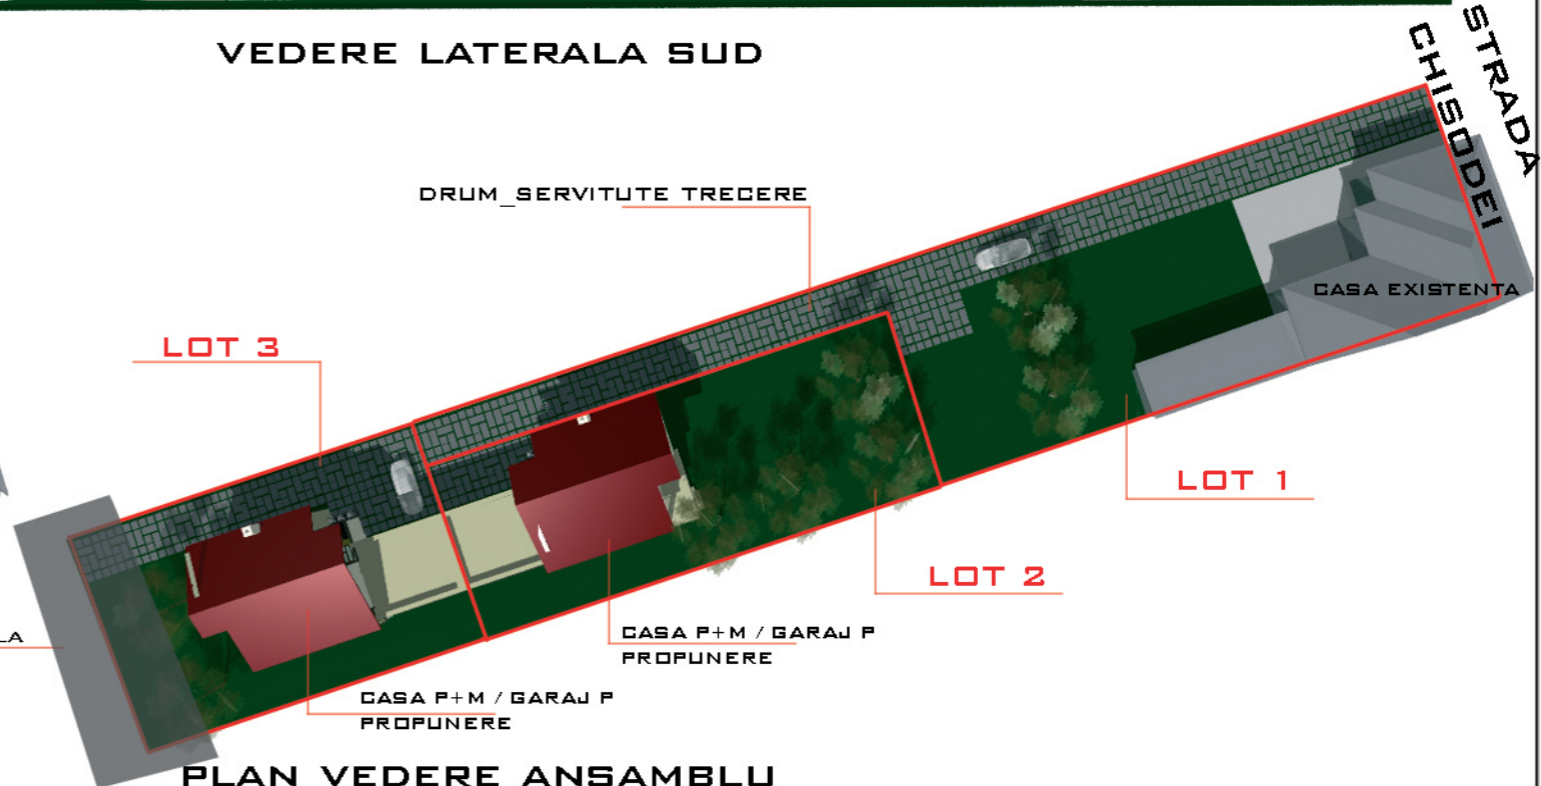 VEDERE LATERALA SUD
STRADA
CHISODEI
DRUM_SERVITUTE TRECERE
CASA EXISTENTA
LOT 3
LOT 1
LOT 2
LA
CASA P+M / GARAJ P
PROPUNERE
CASA P+M / GARAJ P
PROPUNERE
PLAN VEDERE ANSAMBLU